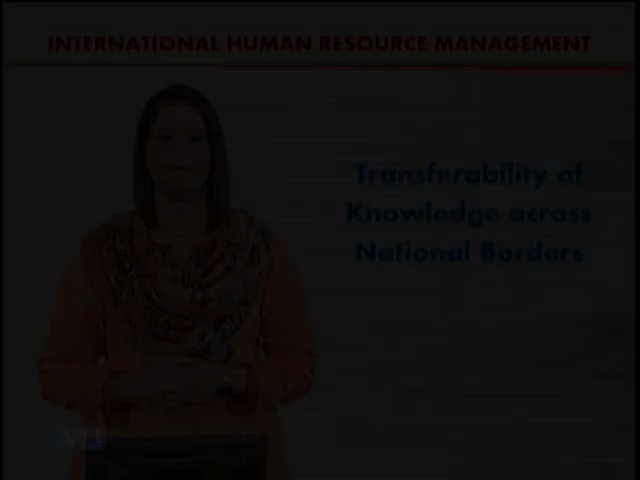 INTERNATIONAL HUMAN RESOURCE MANAGEMENT
Transferability of
Knowledge across
National Borders